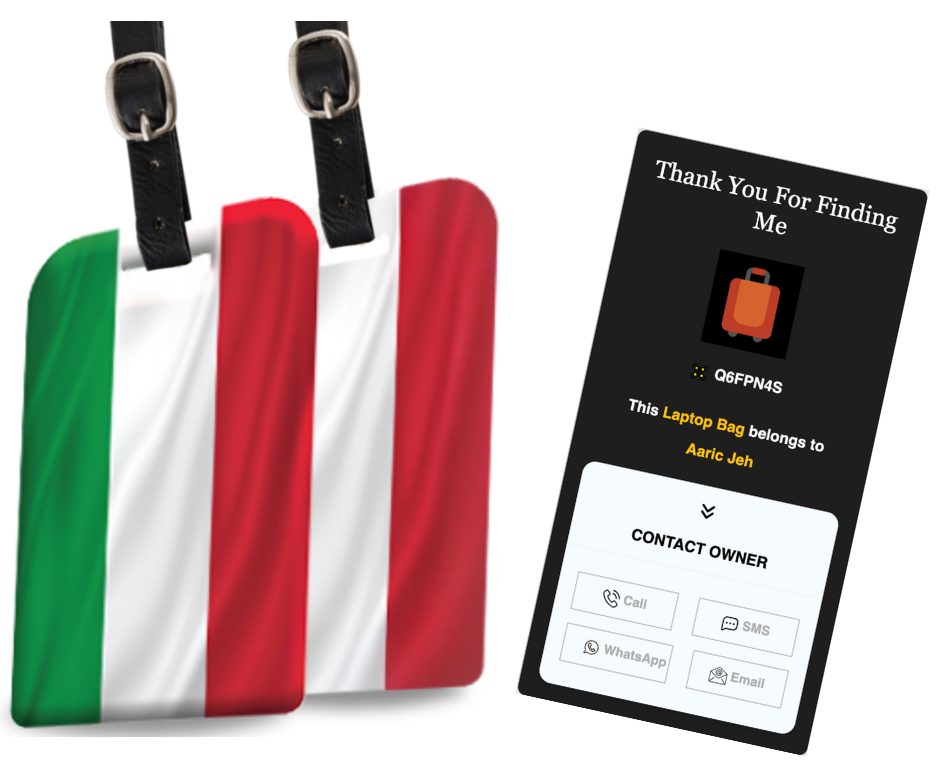 Thank You For Finding
Me
Q6FPN4S
This Laptop Bag belongs to
Aaric Jeh
CONTACT OWNER
Call
SMS
WhatsApp
Email